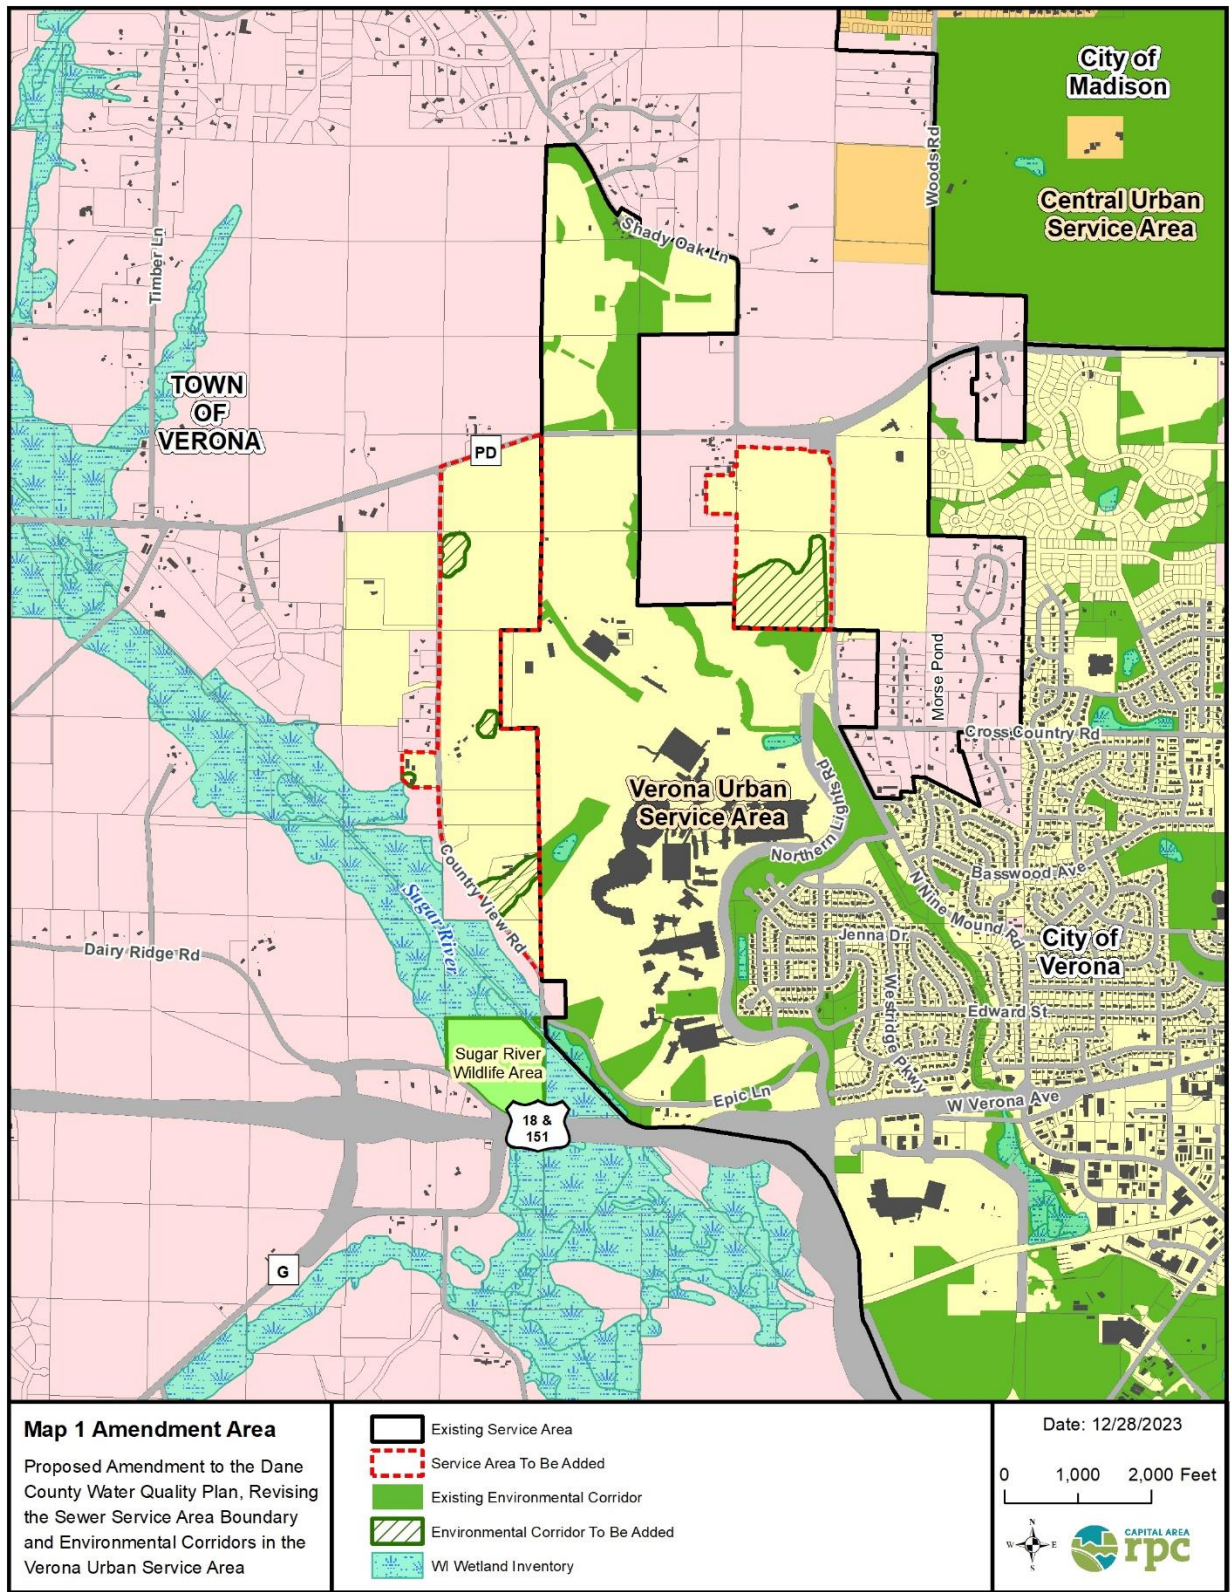 City of
Madison
Woods Rd
Central Urban
Service Area
Shady Oak Ln
Timber Ln
TOWN
OF
VERONA
PD
Morse Pond
Cross Country Rd
Verona Urban
Service Area
Northern Lights Rd
Basswood Ave
N Nine Mound Rd
Country View Rd
Sugar River
Jenna Dr
City of
Verona
Dairy Ridge Rd
Westridge Pkwy
Edward St
Sugar River
Wildlife Area
Epic Ln
W Verona Ave
18 &
151
G
Map 1 Amendment Area
Proposed Amendment to the Dane
County Water Quality Plan, Revising
the Sewer Service Area Boundary
and Environmental Corridors in the
Verona Urban Service Area
Existing Service Area
Service Area To Be Added
Existing Environmental Corridor
Environmental Corridor To Be Added
WI Wetland Inventory
Date: 12/28/2023
0 1,000 2,000 Feet
N
W E
S
CAPITAL AREA
rpc